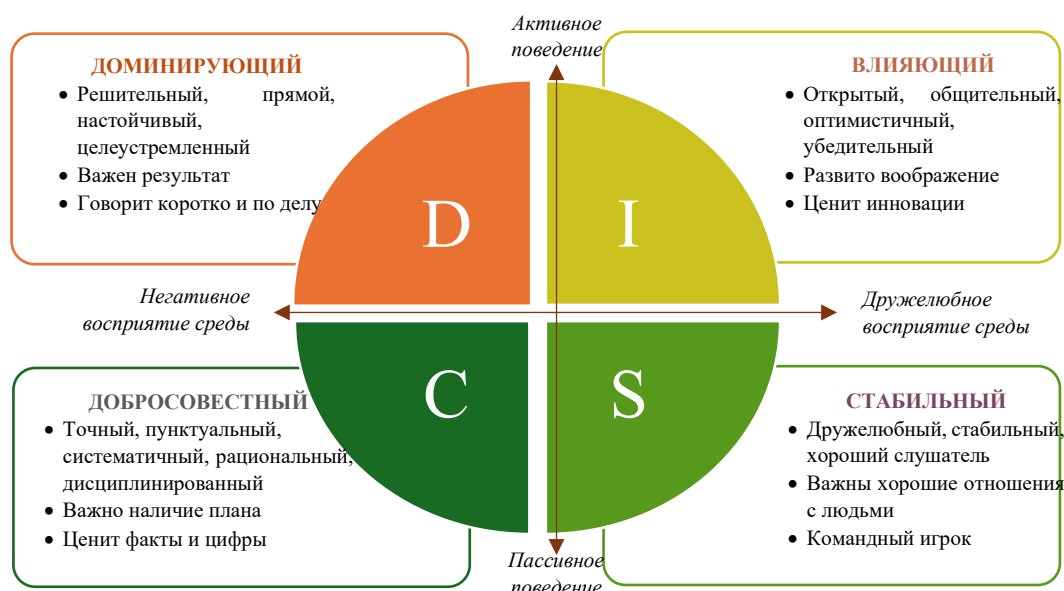 Активное
поведение
ДОМИНИРУЮЩИЙ
• Решительный, прямой,
настойчивый,
целеустремленный
• Важен результат
• Говорит коротко и по делу
ВЛИЯЮЩИЙ
• Открытый, общительный,
оптимистичный,
убедительный
• Развито воображение
• Ценит инновации
D
I
Негативное
восприятие среды
Дружелюбное
восприятие среды
ДОБРОСОВЕСТНЫЙ
• Точный, пунктуальный,
систематичный, рациональный,
дисциплинированный
• Важно наличие плана
• Ценит факты и цифры
C
S
СТАБИЛЬНЫЙ
• Дружелюбный, стабильный,
хороший слушатель
• Важны хорошие отношения
с людьми
• Командный игрок
Пассивное
поведение